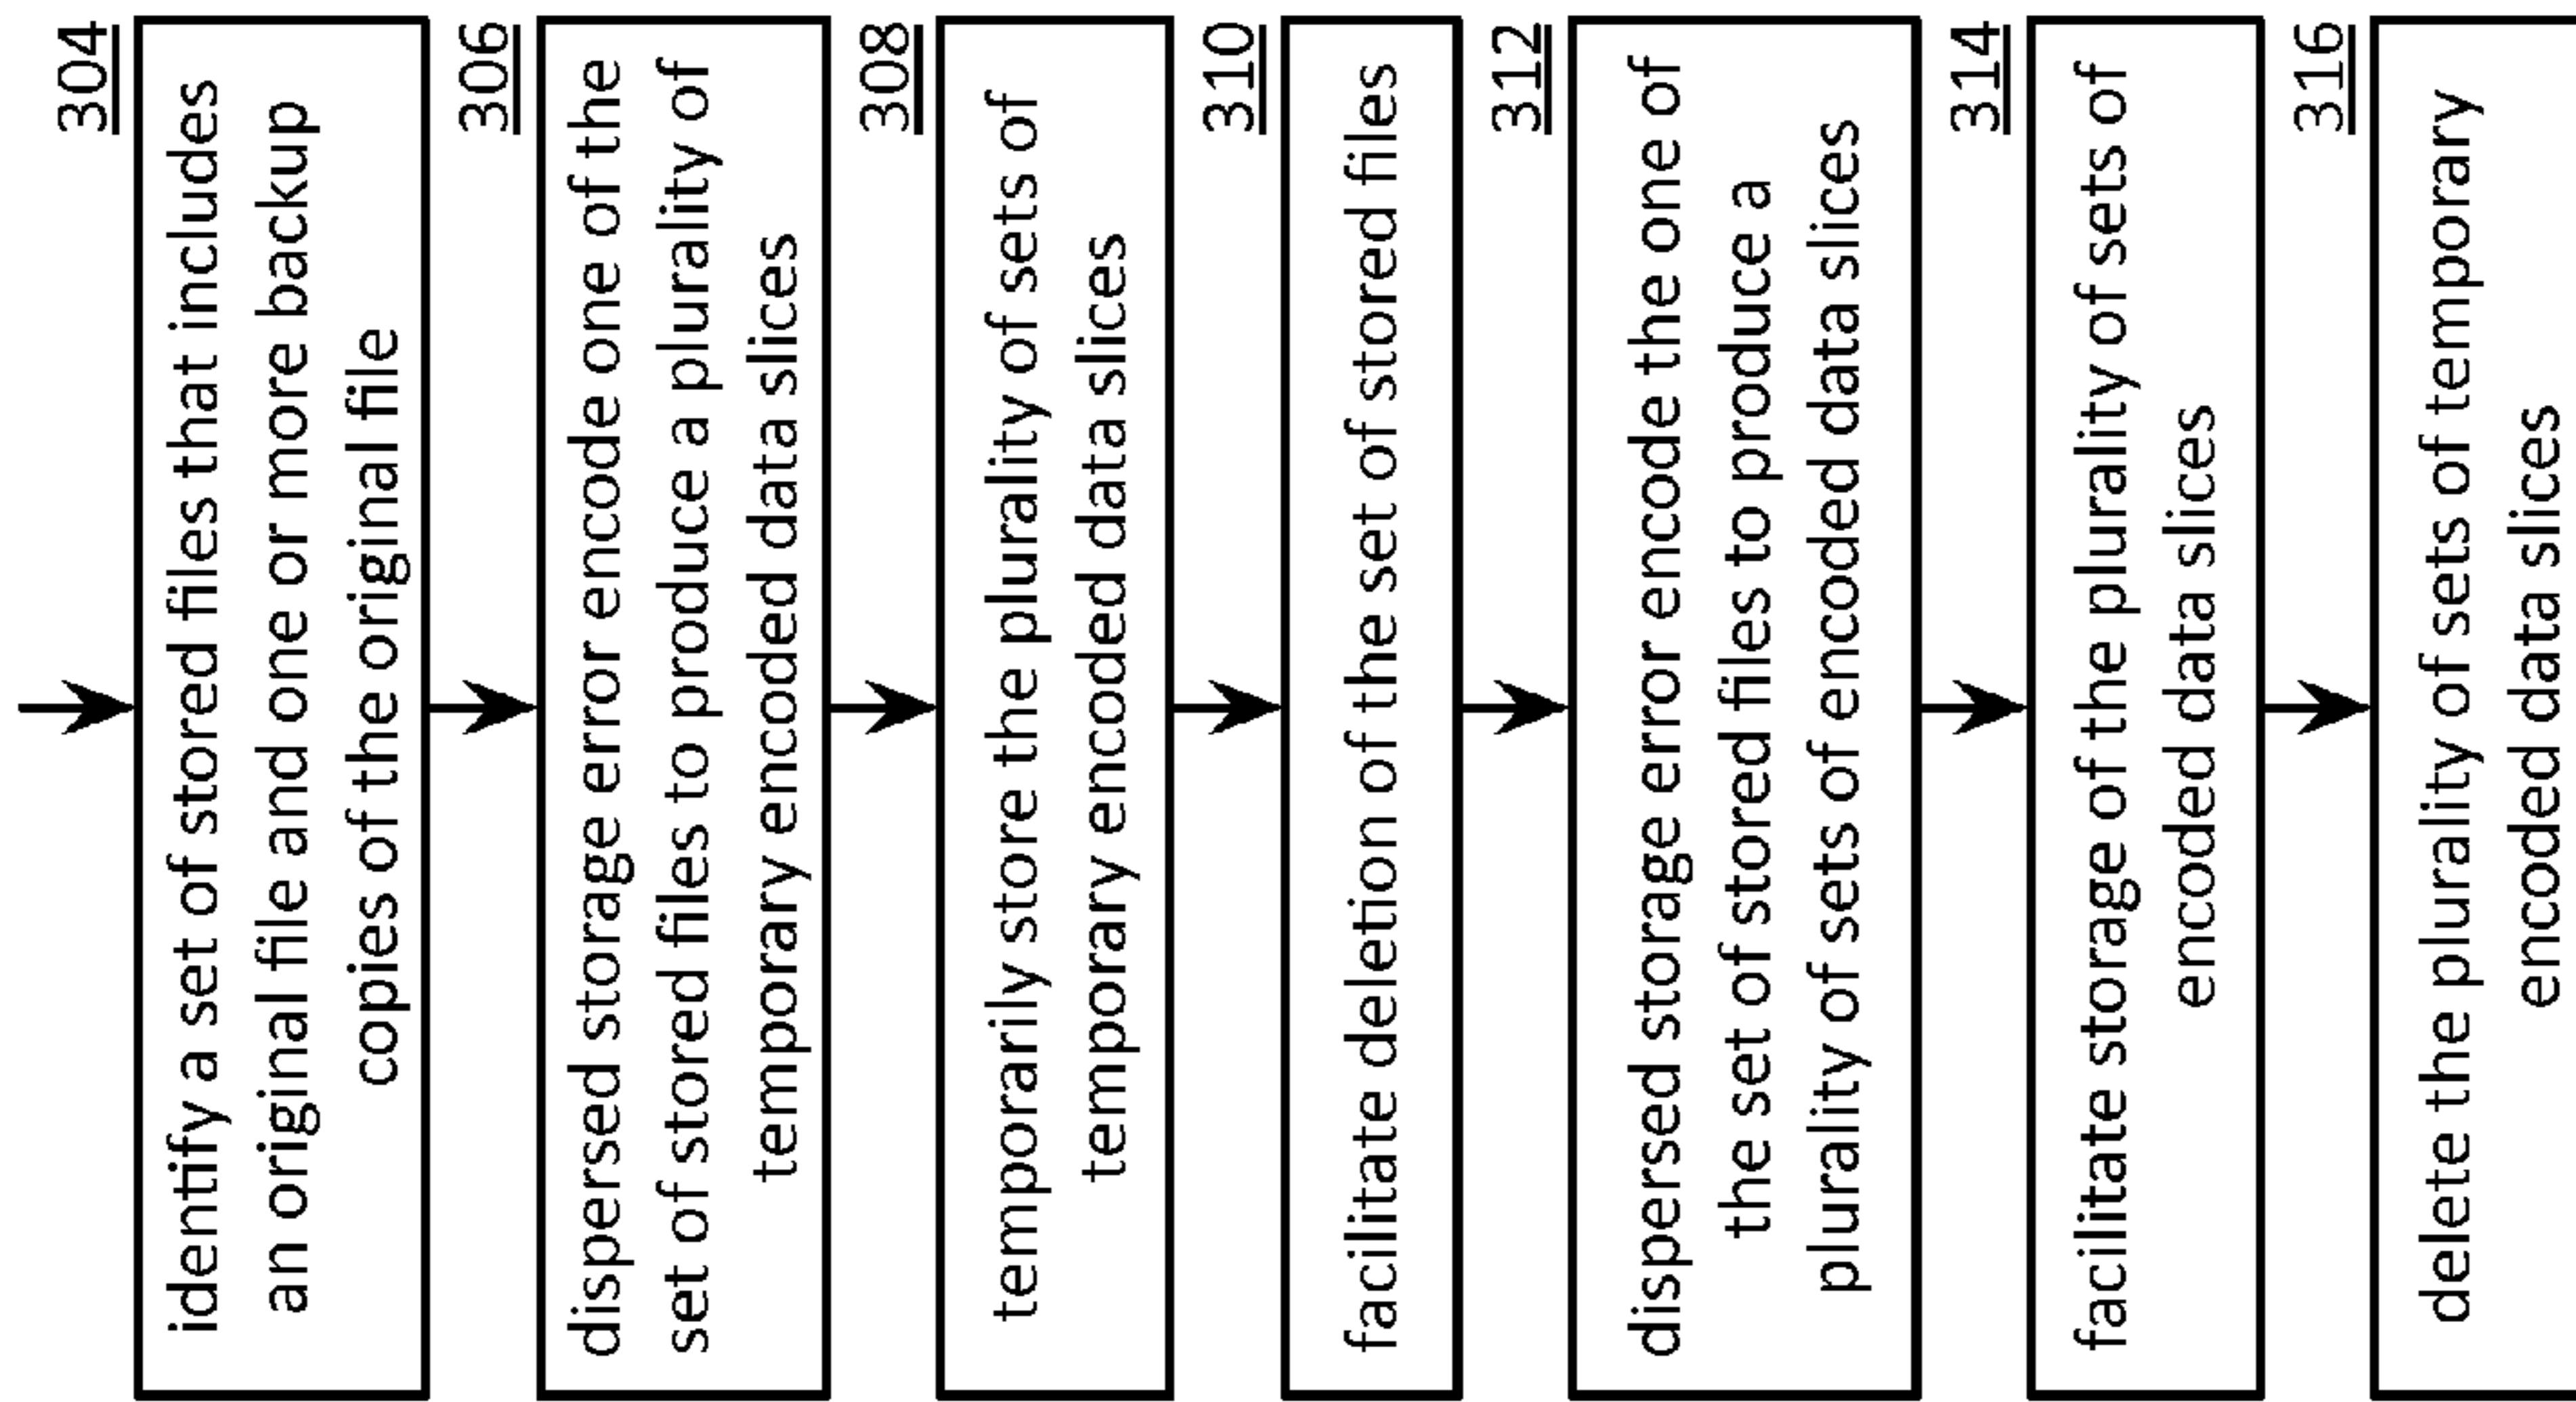 304
identify a set of stored files that includes
an original file and one or more backup
copies of the original file
306
dispersed storage error encode one of the
set of stored files to produce a plurality of
temporary encoded data slices
308
temporarily store the plurality of sets of
temporary encoded data slices
310
facilitate deletion of the set of stored files
312
dispersed storage error encode the one of
the set of stored files to produce a
plurality of sets of encoded data slices
314
facilitate storage of the plurality of sets of
encoded data slices
316
delete the plurality of sets of temporary
encoded data slices